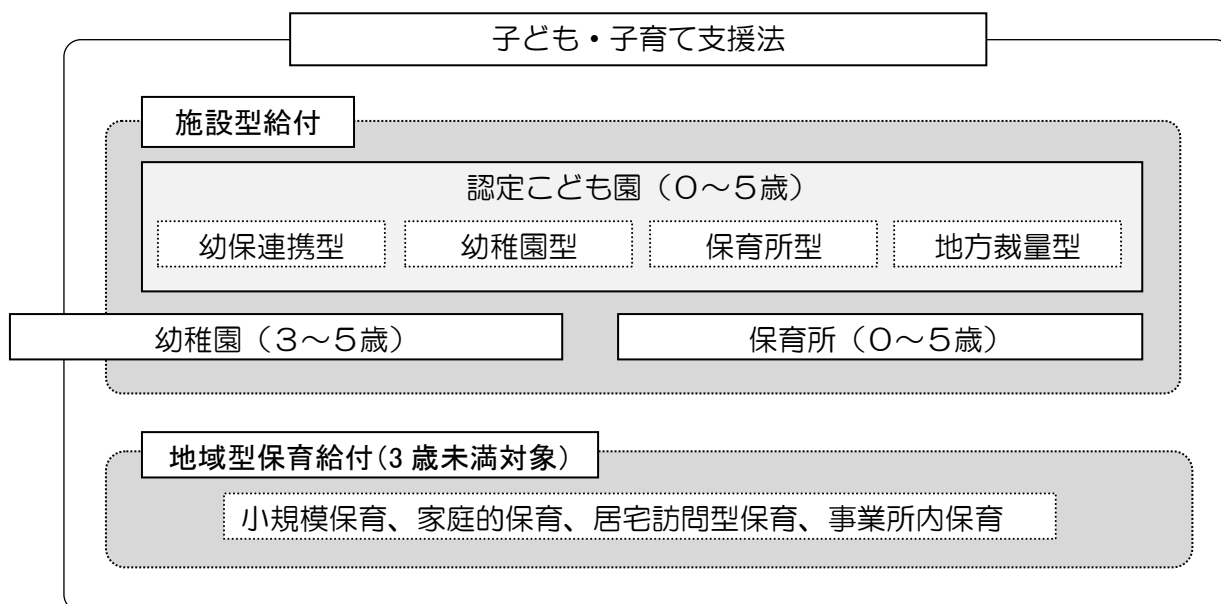 子ども・子育て支援法
施設型給付
認定こども園（０～５歳）
幼保連携型
幼稚園型
保育所型
地方裁量型
幼稚園（３～５歳）
保育所（０～５歳）
地域型保育給付（3 歳未満対象）
小規模保育、家庭的保育、居宅訪問型保育、事業所内保育